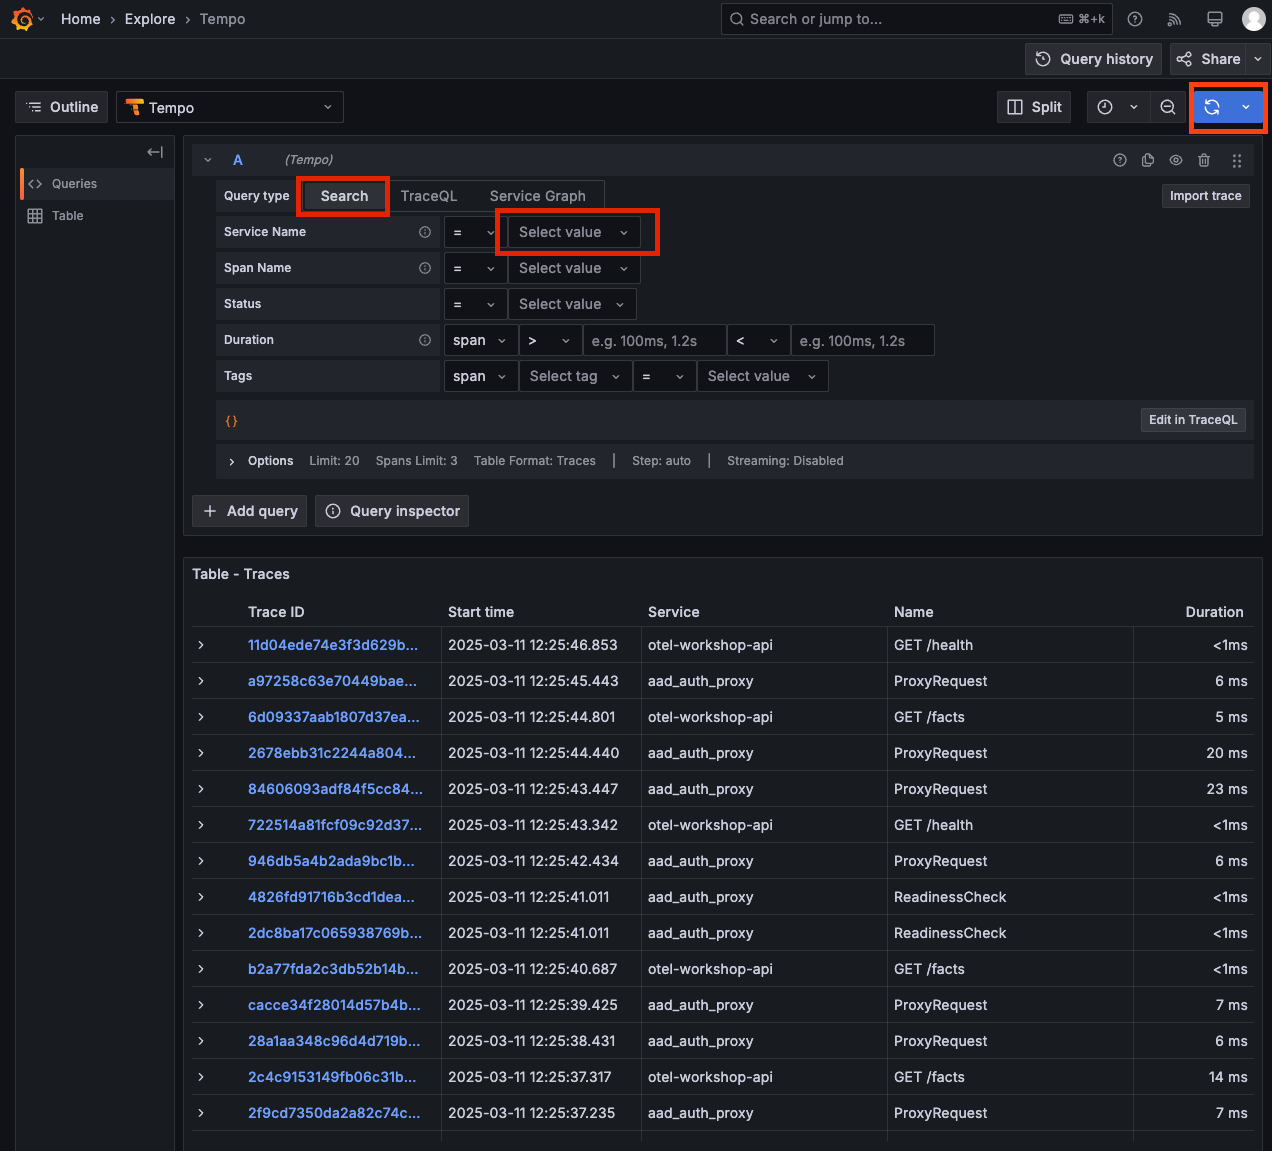 Home › Explore › Tempo
Search or jump to... ⌘+k
Query history
Share
Outline
Tempo
Split
Queries
Table
A (Tempo)
Query type Search TraceQL Service Graph Import trace
Service Name = Select value
Span Name = Select value
Status = Select value
Duration span > e.g. 100ms, 1.2s < e.g. 100ms, 1.2s
Tags span Select tag = Select value
{} Edit in TraceQL
Options Limit: 20 Spans Limit: 3 Table Format: Traces | Step: auto | Streaming: Disabled
+ Add query Query inspector
Table - Traces
Trace ID Start time Service Name Duration
11d04ede74e3f3d629b... 2025-03-11 12:25:46.853 otel-workshop-api GET /health <1ms
a97258c63e70449bae... 2025-03-11 12:25:45.443 aad_auth_proxy ProxyRequest 6 ms
6d09337aab1807d37ea... 2025-03-11 12:25:44.801 otel-workshop-api GET /facts 5 ms
2678ebb31c2244a804... 2025-03-11 12:25:44.440 aad_auth_proxy ProxyRequest 20 ms
84606093adf84f5cc84... 2025-03-11 12:25:43.447 aad_auth_proxy ProxyRequest 23 ms
722514a81fcf09c92d37... 2025-03-11 12:25:43.342 otel-workshop-api GET /health <1ms
946db5a4b2ada9bc1b... 2025-03-11 12:25:42.434 aad_auth_proxy ProxyRequest 6 ms
4826fd91716b3cd1dea... 2025-03-11 12:25:41.011 aad_auth_proxy ReadinessCheck <1ms
2dc8ba17c065938769b... 2025-03-11 12:25:41.011 aad_auth_proxy ReadinessCheck <1ms
b2a77fda2c3db52b14b... 2025-03-11 12:25:40.687 otel-workshop-api GET /facts <1ms
cacce34f28014d57b4b... 2025-03-11 12:25:39.425 aad_auth_proxy ProxyRequest 7 ms
28a1aa348c96d4d719b... 2025-03-11 12:25:38.431 aad_auth_proxy ProxyRequest 6 ms
2c4c9153149fb06c31b... 2025-03-11 12:25:37.317 otel-workshop-api GET /facts 14 ms
2f9cd7350da2a82c74c... 2025-03-11 12:25:37.235 aad_auth_proxy ProxyRequest 7 ms